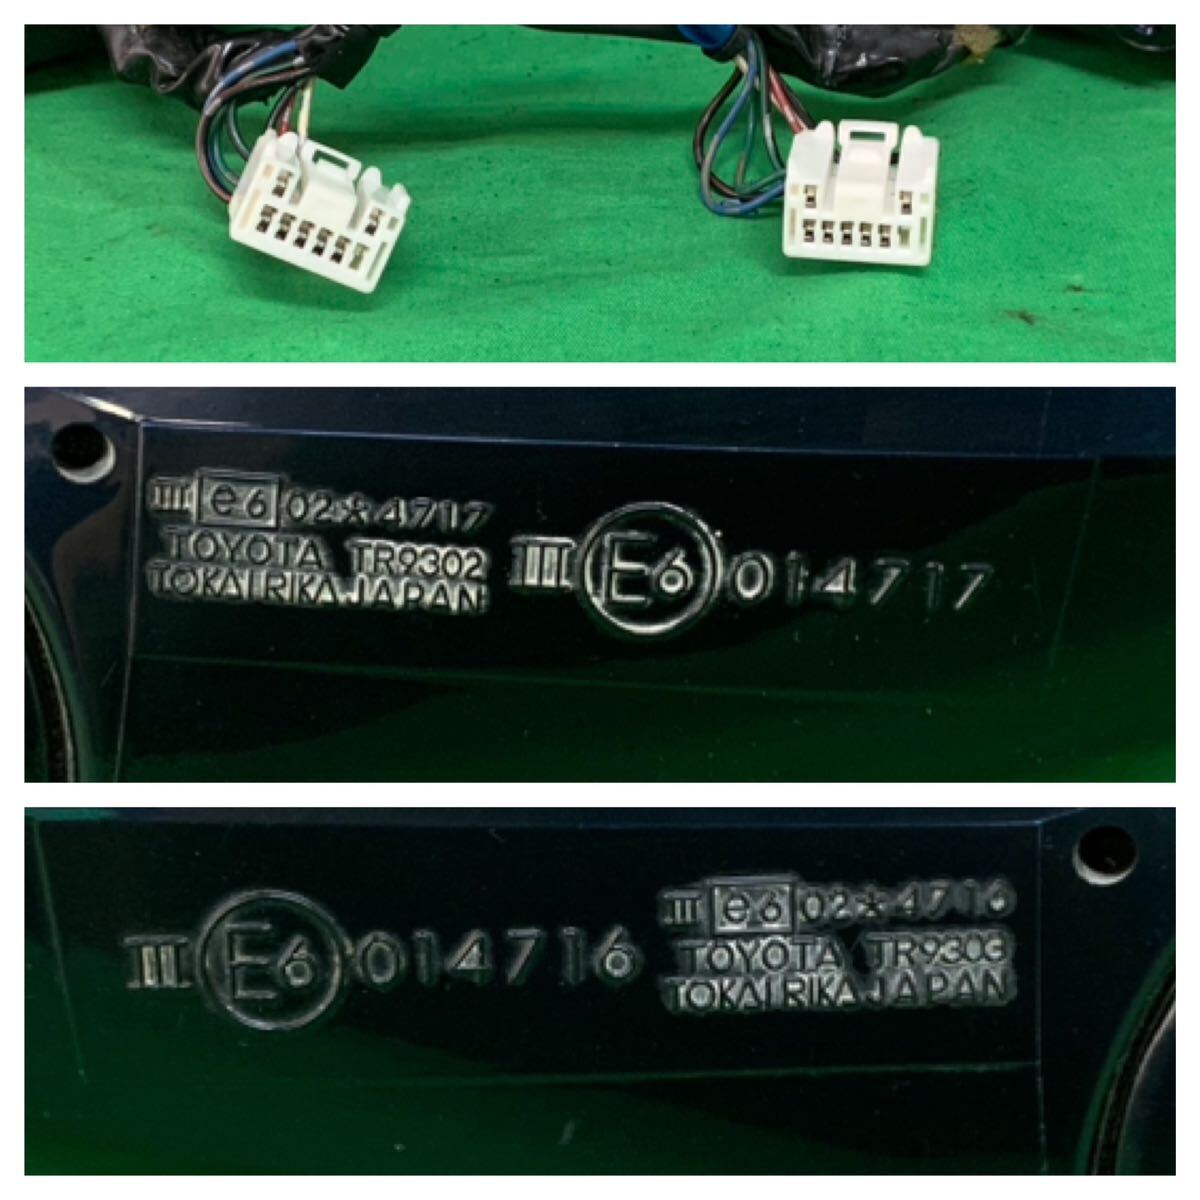 III e6 02*4717
TOYOTA TR9302
TOKAI RIKA JAPAN
III E6 014717
III E6 014716
III e6 02*4716
TOYOTA TR9303
TOKAI RIKA JAPAN